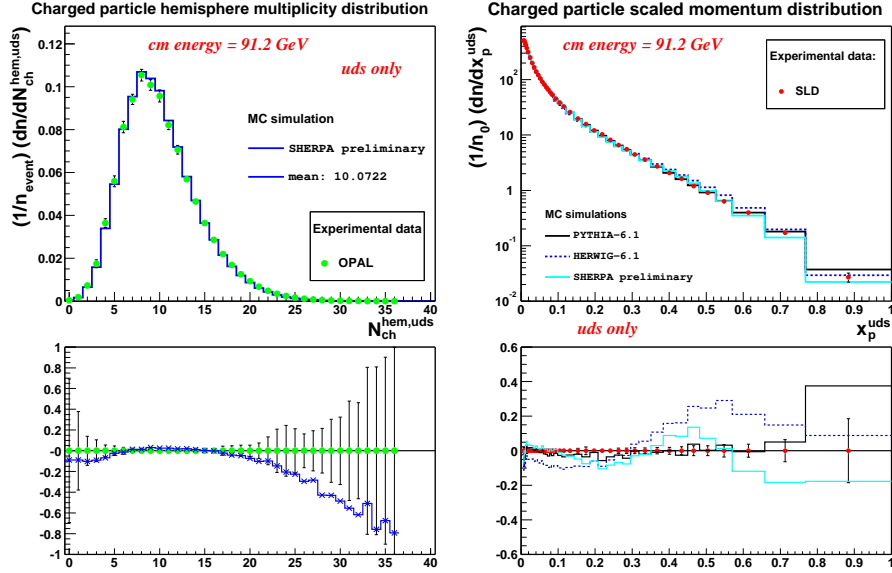 Charged particle hemisphere multiplicity distribution
cm energy = 91.2 GeV
uds only
(1/n_event) (dn/dN_ch^hem,uds)
0.12
0.1
0.08
0.06
0.04
0.02
0
MC simulation
SHERPA preliminary
mean: 10.0722
Experimental data
OPAL
0 5 10 15 20 25 30 35 40
N_ch^hem,uds
1
0.8
0.6
0.4
0.2
-0
-0.2
-0.4
-0.6
-0.8
-1
0 5 10 15 20 25 30 35 40
Charged particle scaled momentum distribution
cm energy = 91.2 GeV
Experimental data:
SLD
(1/n_0) (dn/dx_p^uds)
10^2
10
1
10^-1
10^-2
MC simulations
PYTHIA-6.1
HERWIG-6.1
SHERPA preliminary
0 0.1 0.2 0.3 0.4 0.5 0.6 0.7 0.8 0.9 1
uds only
x_p^uds
0.6
0.4
0.2
-0
-0.2
-0.4
-0.6
0 0.1 0.2 0.3 0.4 0.5 0.6 0.7 0.8 0.9 1